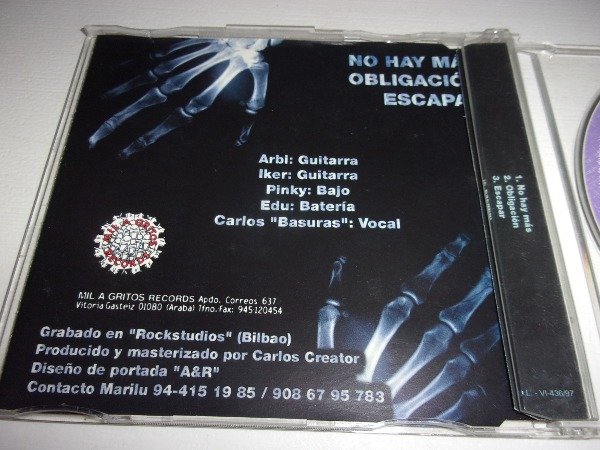 NO HAY MÁ
OBLIGACIÓ
ESCAPA
Arbi: Guitarra
Iker: Guitarra
Pinky: Bajo
Edu: Batería
Carlos "Basuras": Vocal
MIL A GRITOS RECORDS Apdo. Correos 637
Vitoria Gasteiz 01080 (Araba) Tfno.Fax: 945120454
Grabado en "Rockstudios" (Bilbao)
Producido y masterizado por Carlos Creator
Diseño de portada "A&R"
Contacto Marilu 94-415 19 85 / 908 67 95 783
1. No hay más
2. Obligación
3. Escapar
L. - VI-436/97